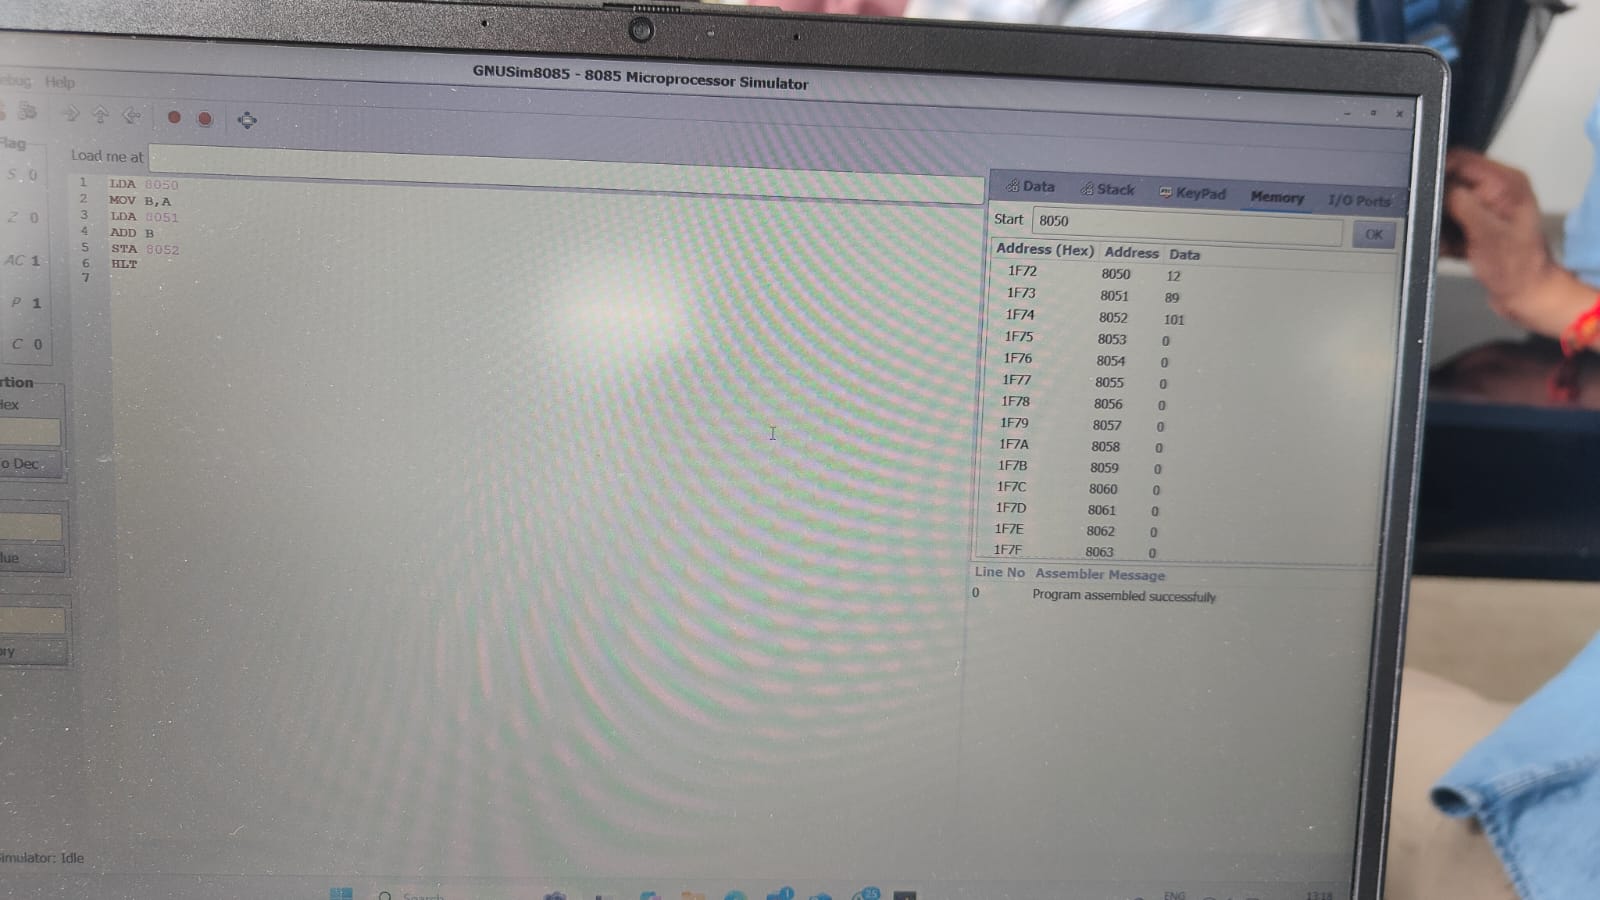 GNUSim8085 - 8085 Microprocessor Simulator
Help
Load me at
S 0
Z 0
AC 1
P 1
C 0
1 LDA 8050
2 MOV B,A
3 LDA 8051
4 ADD B
5 STA 8052
6 HLT
7
Data Stack KeyPad Memory I/O Ports
Start 8050 OK
Address (Hex) Address Data
1F72 8050 12
1F73 8051 89
1F74 8052 101
1F75 8053 0
1F76 8054 0
1F77 8055 0
1F78 8056 0
1F79 8057 0
1F7A 8058 0
1F7B 8059 0
1F7C 8060 0
1F7D 8061 0
1F7E 8062 0
1F7F 8063 0
Line No Assembler Message
0 Program assembled successfully
o Dec
Idle
Search
ENG